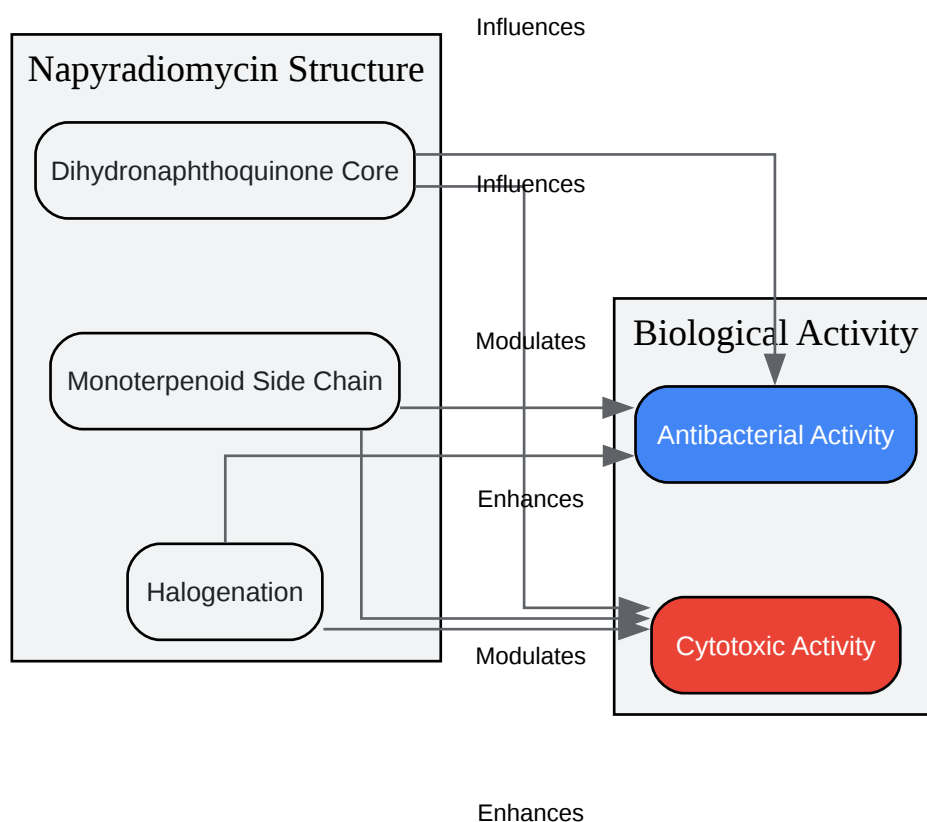 Influences
Napyradiomycin Structure
Dihydronaphthoquinone Core
Influences
Biological Activity
Modulates
Monoterpenoid Side Chain
Antibacterial Activity
Enhances
Halogenation
Cytotoxic Activity
Modulates
Enhances